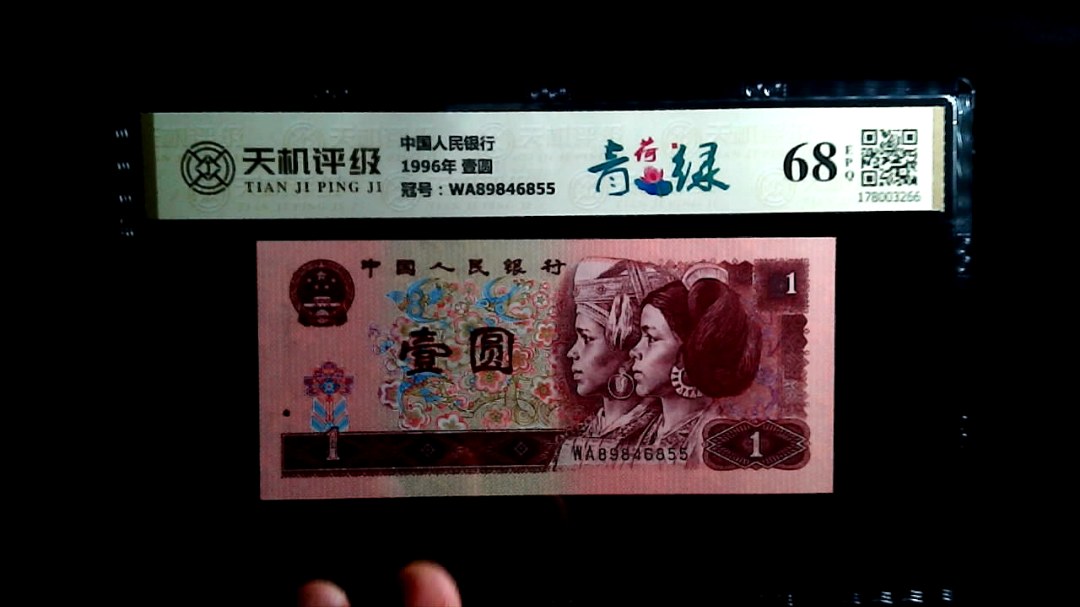 天机评级
TIAN JI PING JI
中国人民银行
1996年 壹圆
冠号：WA89846855
青荷绿
68
EPQ
178003266
中国人民银行
1
壹圆
1
1
WA89846855